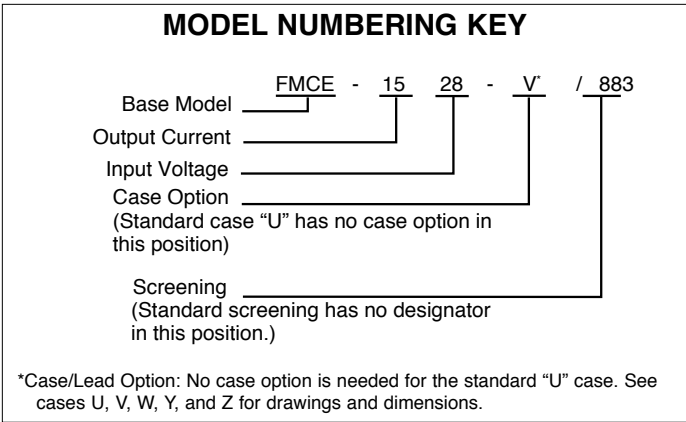 MODEL NUMBERING KEY
FMCE - 15 28 - V* / 883
Base Model
Output Current
Input Voltage
Case Option
(Standard case “U” has no case option in
this position)
Screening
(Standard screening has no designator
in this position.)
*Case/Lead Option: No case option is needed for the standard “U” case. See
cases U, V, W, Y, and Z for drawings and dimensions.